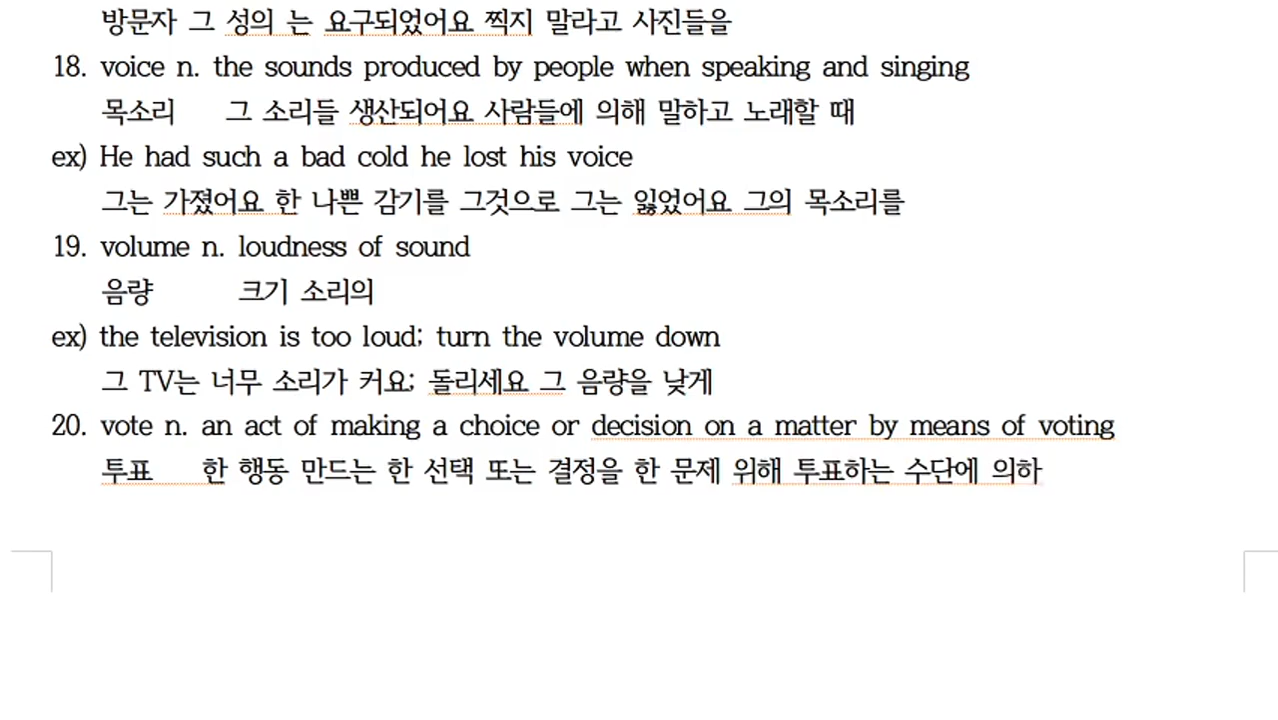 방문자 그 성의 는 요구되었어요 찍지 말라고 사진들을
18. voice n. the sounds produced by people when speaking and singing
목소리 그 소리들 생산되어요 사람들에 의해 말하고 노래할 때
ex) He had such a bad cold he lost his voice
그는 가졌어요 한 나쁜 감기를 그것으로 그는 잃었어요 그의 목소리를
19. volume n. loudness of sound
음량 크기 소리의
ex) the television is too loud; turn the volume down
그 TV는 너무 소리가 커요; 돌리세요 그 음량을 낮게
20. vote n. an act of making a choice or decision on a matter by means of voting
투표 한 행동 만드는 한 선택 또는 결정을 한 문제 위해 투표하는 수단에 의하